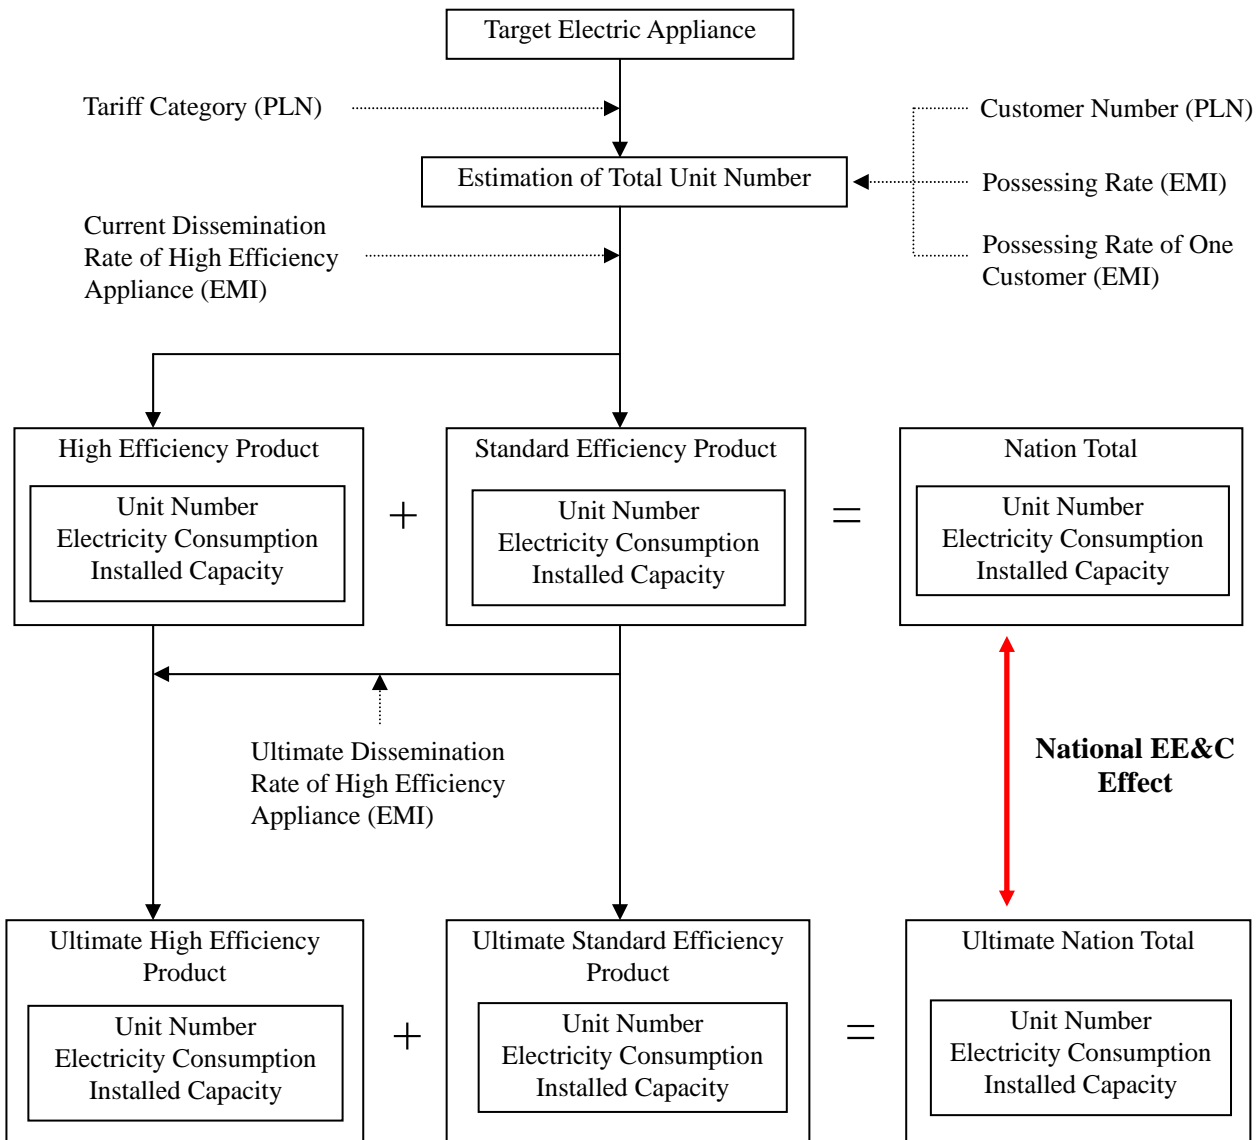 Target Electric Appliance
Tariff Category (PLN)
Customer Number (PLN)
Estimation of Total Unit Number
Possessing Rate (EMI)
Current Dissemination
Rate of High Efficiency
Appliance (EMI)
Possessing Rate of One
Customer (EMI)
High Efficiency Product
Unit Number
Electricity Consumption
Installed Capacity
+
Standard Efficiency Product
Unit Number
Electricity Consumption
Installed Capacity
=
Nation Total
Unit Number
Electricity Consumption
Installed Capacity
Ultimate Dissemination
Rate of High Efficiency
Appliance (EMI)
National EE&C
Effect
Ultimate High Efficiency
Product
Unit Number
Electricity Consumption
Installed Capacity
+
Ultimate Standard Efficiency
Product
Unit Number
Electricity Consumption
Installed Capacity
=
Ultimate Nation Total
Unit Number
Electricity Consumption
Installed Capacity